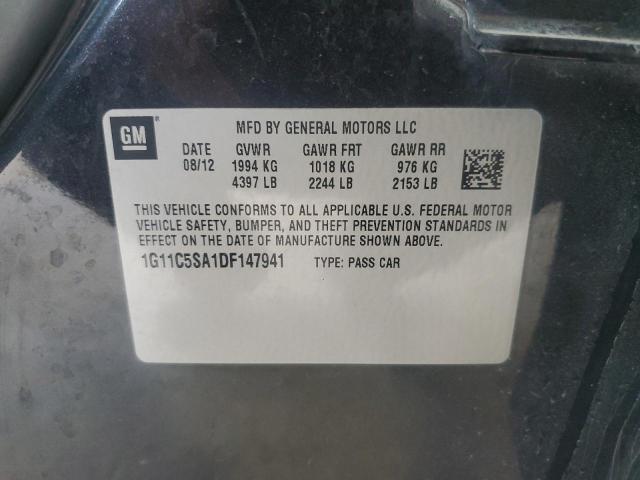 GM®
MFD BY GENERAL MOTORS LLC
DATE GVWR GAWR FRT GAWR RR
08/12 1994 KG 1018 KG 976 KG
4397 LB 2244 LB 2153 LB
THIS VEHICLE CONFORMS TO ALL APPLICABLE U.S. FEDERAL MOTOR
VEHICLE SAFETY, BUMPER, AND THEFT PREVENTION STANDARDS IN
EFFECT ON THE DATE OF MANUFACTURE SHOWN ABOVE.
1G11C5SA1DF147941 TYPE: PASS CAR